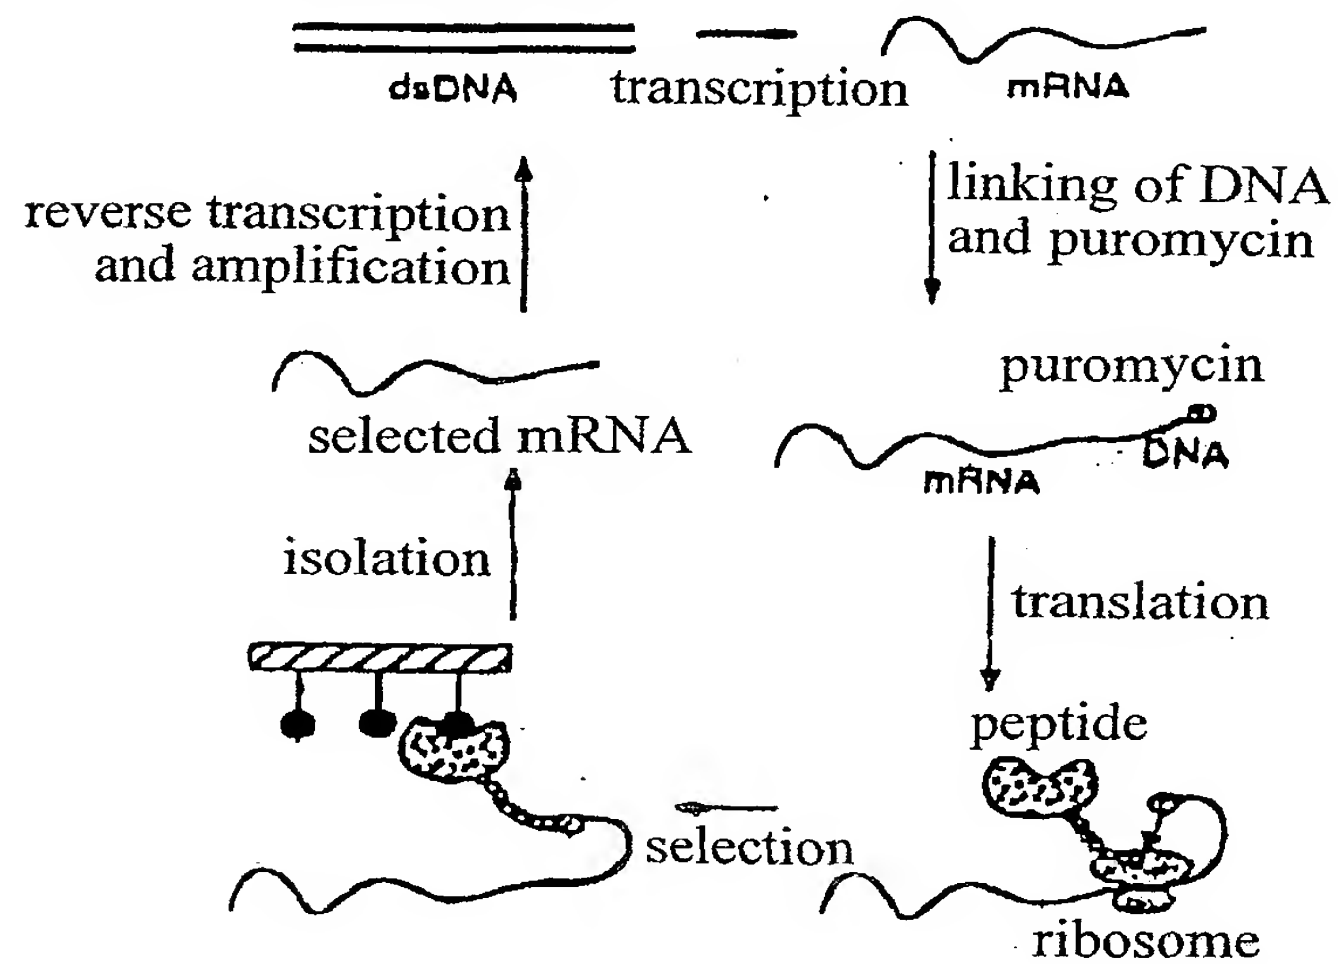 dsDNA
transcription
mRNA
linking of DNA
and puromycin
reverse transcription
and amplification
puromycin
DNA
mRNA
selected mRNA
isolation
translation
peptide
selection
ribosome